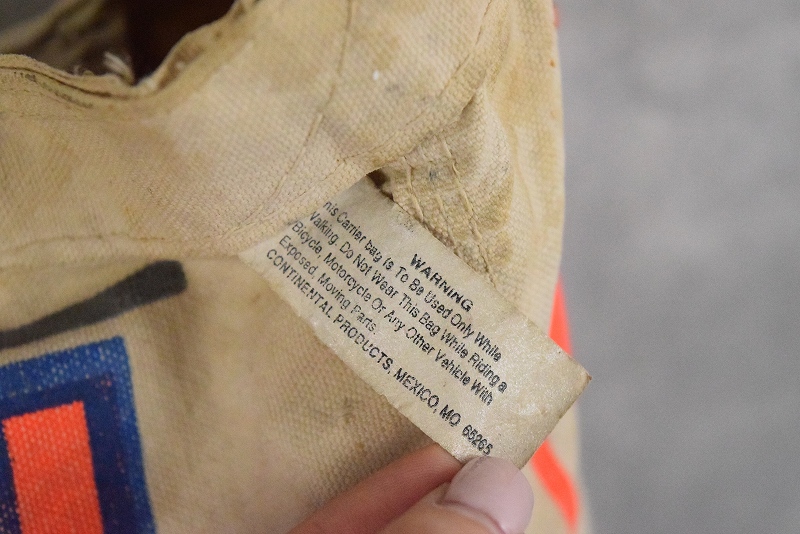 WARNING
his Carrier bag Is To Be Used Only While
Walking. Do Not Wear This Bag While Riding a
Bicycle, Motorcycle Or Any Other Vehicle With
Exposed, Moving Parts.
CONTINENTAL PRODUCTS, MEXICO, MO 65265